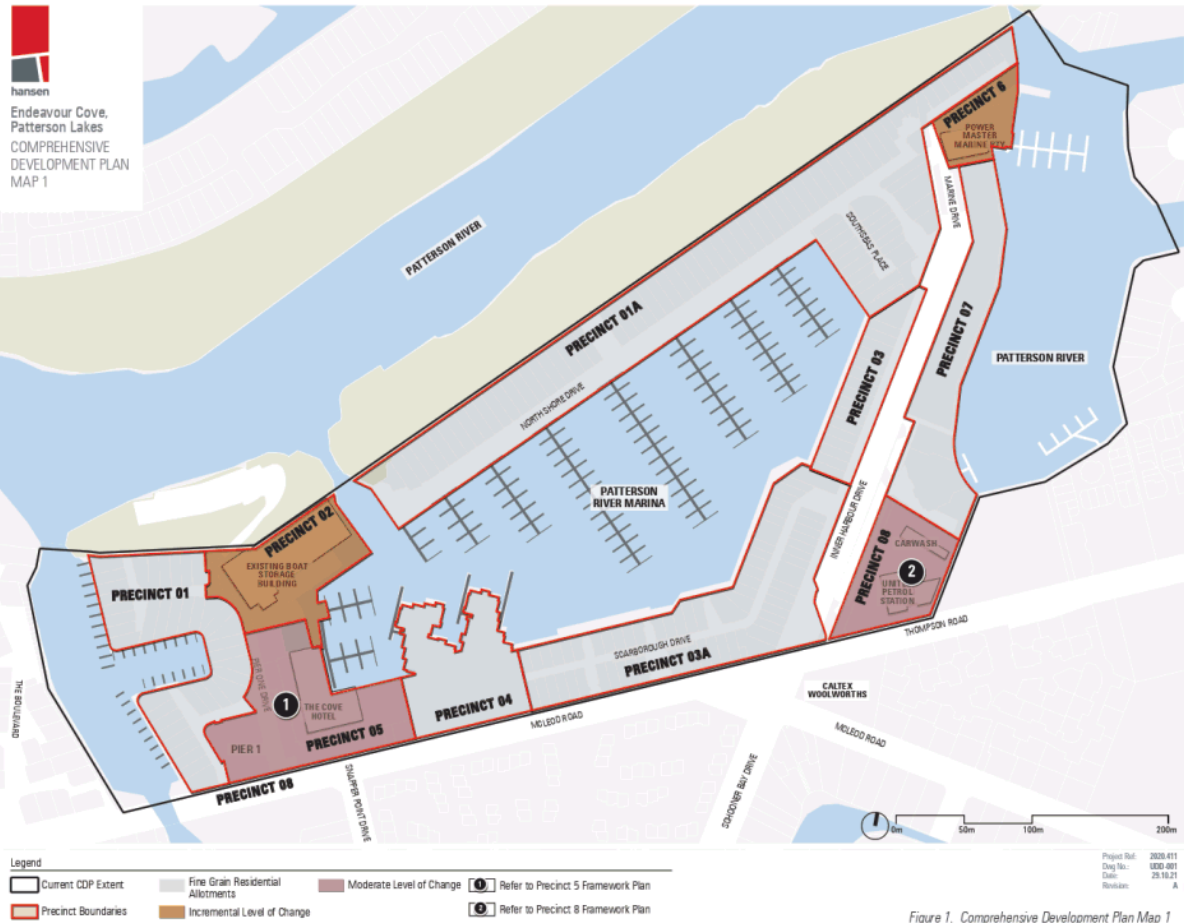 hansen
Endeavour Cove,
Patterson Lakes
COMPREHENSIVE
DEVELOPMENT PLAN
MAP 1
PATTERSON RIVER
PRECINCT 6
POWER
MASTER
MARINE
MARINE DRIVE
SOUTHSEAS PLACE
PRECINCT 01A
PRECINCT 07
PATTERSON RIVER
PRECINCT 03
NORTH SHORE DRIVE
PATTERSON
RIVER MARINA
INNER HARBOUR DRIVE
PRECINCT 02
EXISTING BOAT
STORAGE
BUILDING
PRECINCT 01
CARWASH
PRECINCT 08
2
PETROL
STATION
THOMPSON ROAD
SCARBOROUGH DRIVE
PRECINCT 03A
CALTEX
WOOLWORTHS
THE BOULEVARD
1
THE COVE
HOTEL
PRECINCT 04
PIER 1
PRECINCT 05
MCLEOD ROAD
MCLEOD ROAD
PRECINCT 08
SNAPPER POINT DRIVE
SCHOONER BAY DRIVE
0m 50m 100m 200m
Legend
Current CDP Extent
Precinct Boundaries
Fine Grain Residential
Allotments
Incremental Level of Change
Moderate Level of Change
1 Refer to Precinct 5 Framework Plan
2 Refer to Precinct 8 Framework Plan
Project Ref: 2020.411
Dwg No.: UDD-001
Date: 29.10.21
Revision: A
Figure 1. Comprehensive Development Plan Map 1